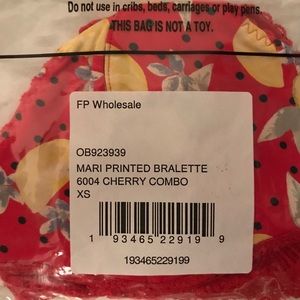 Do not use in cribs, beds, carriages or play pens.
THIS BAG IS NOT A TOY.
FP Wholesale
OB923939
MARI PRINTED BRALETTE
6004 CHERRY COMBO
XS
1 93465 22919 9
193465229199